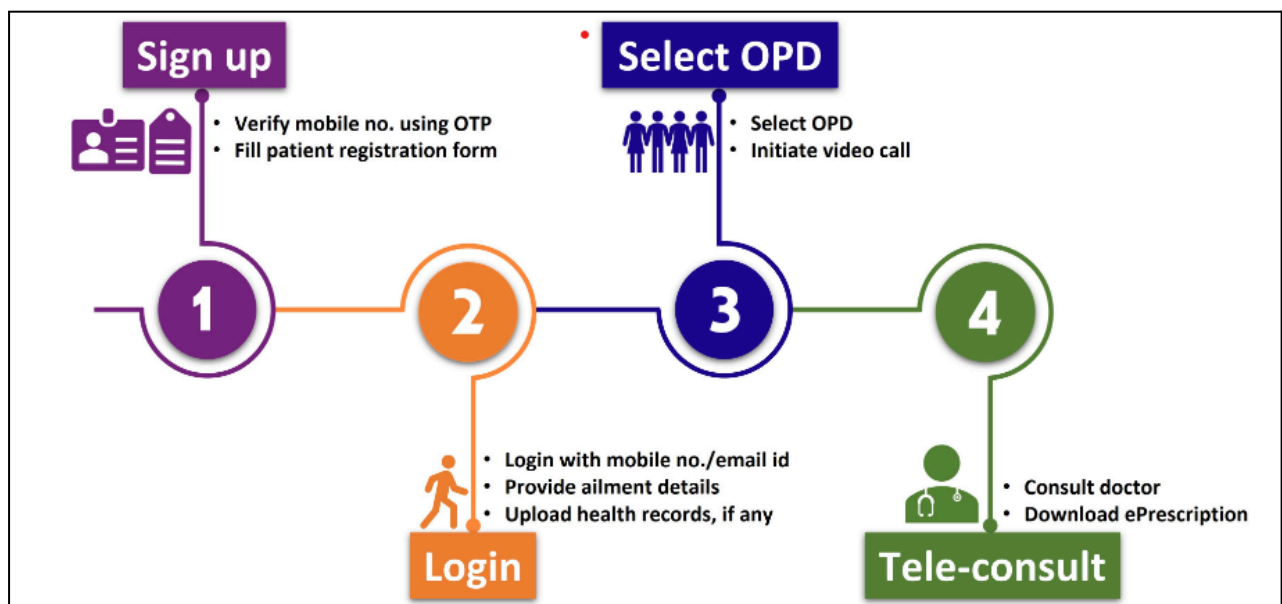 Sign up
• Verify mobile no. using OTP
• Fill patient registration form
Select OPD
• Select OPD
• Initiate video call
1
2
3
4
• Login with mobile no./email id
• Provide ailment details
• Upload health records, if any
Login
• Consult doctor
• Download ePrescription
Tele-consult